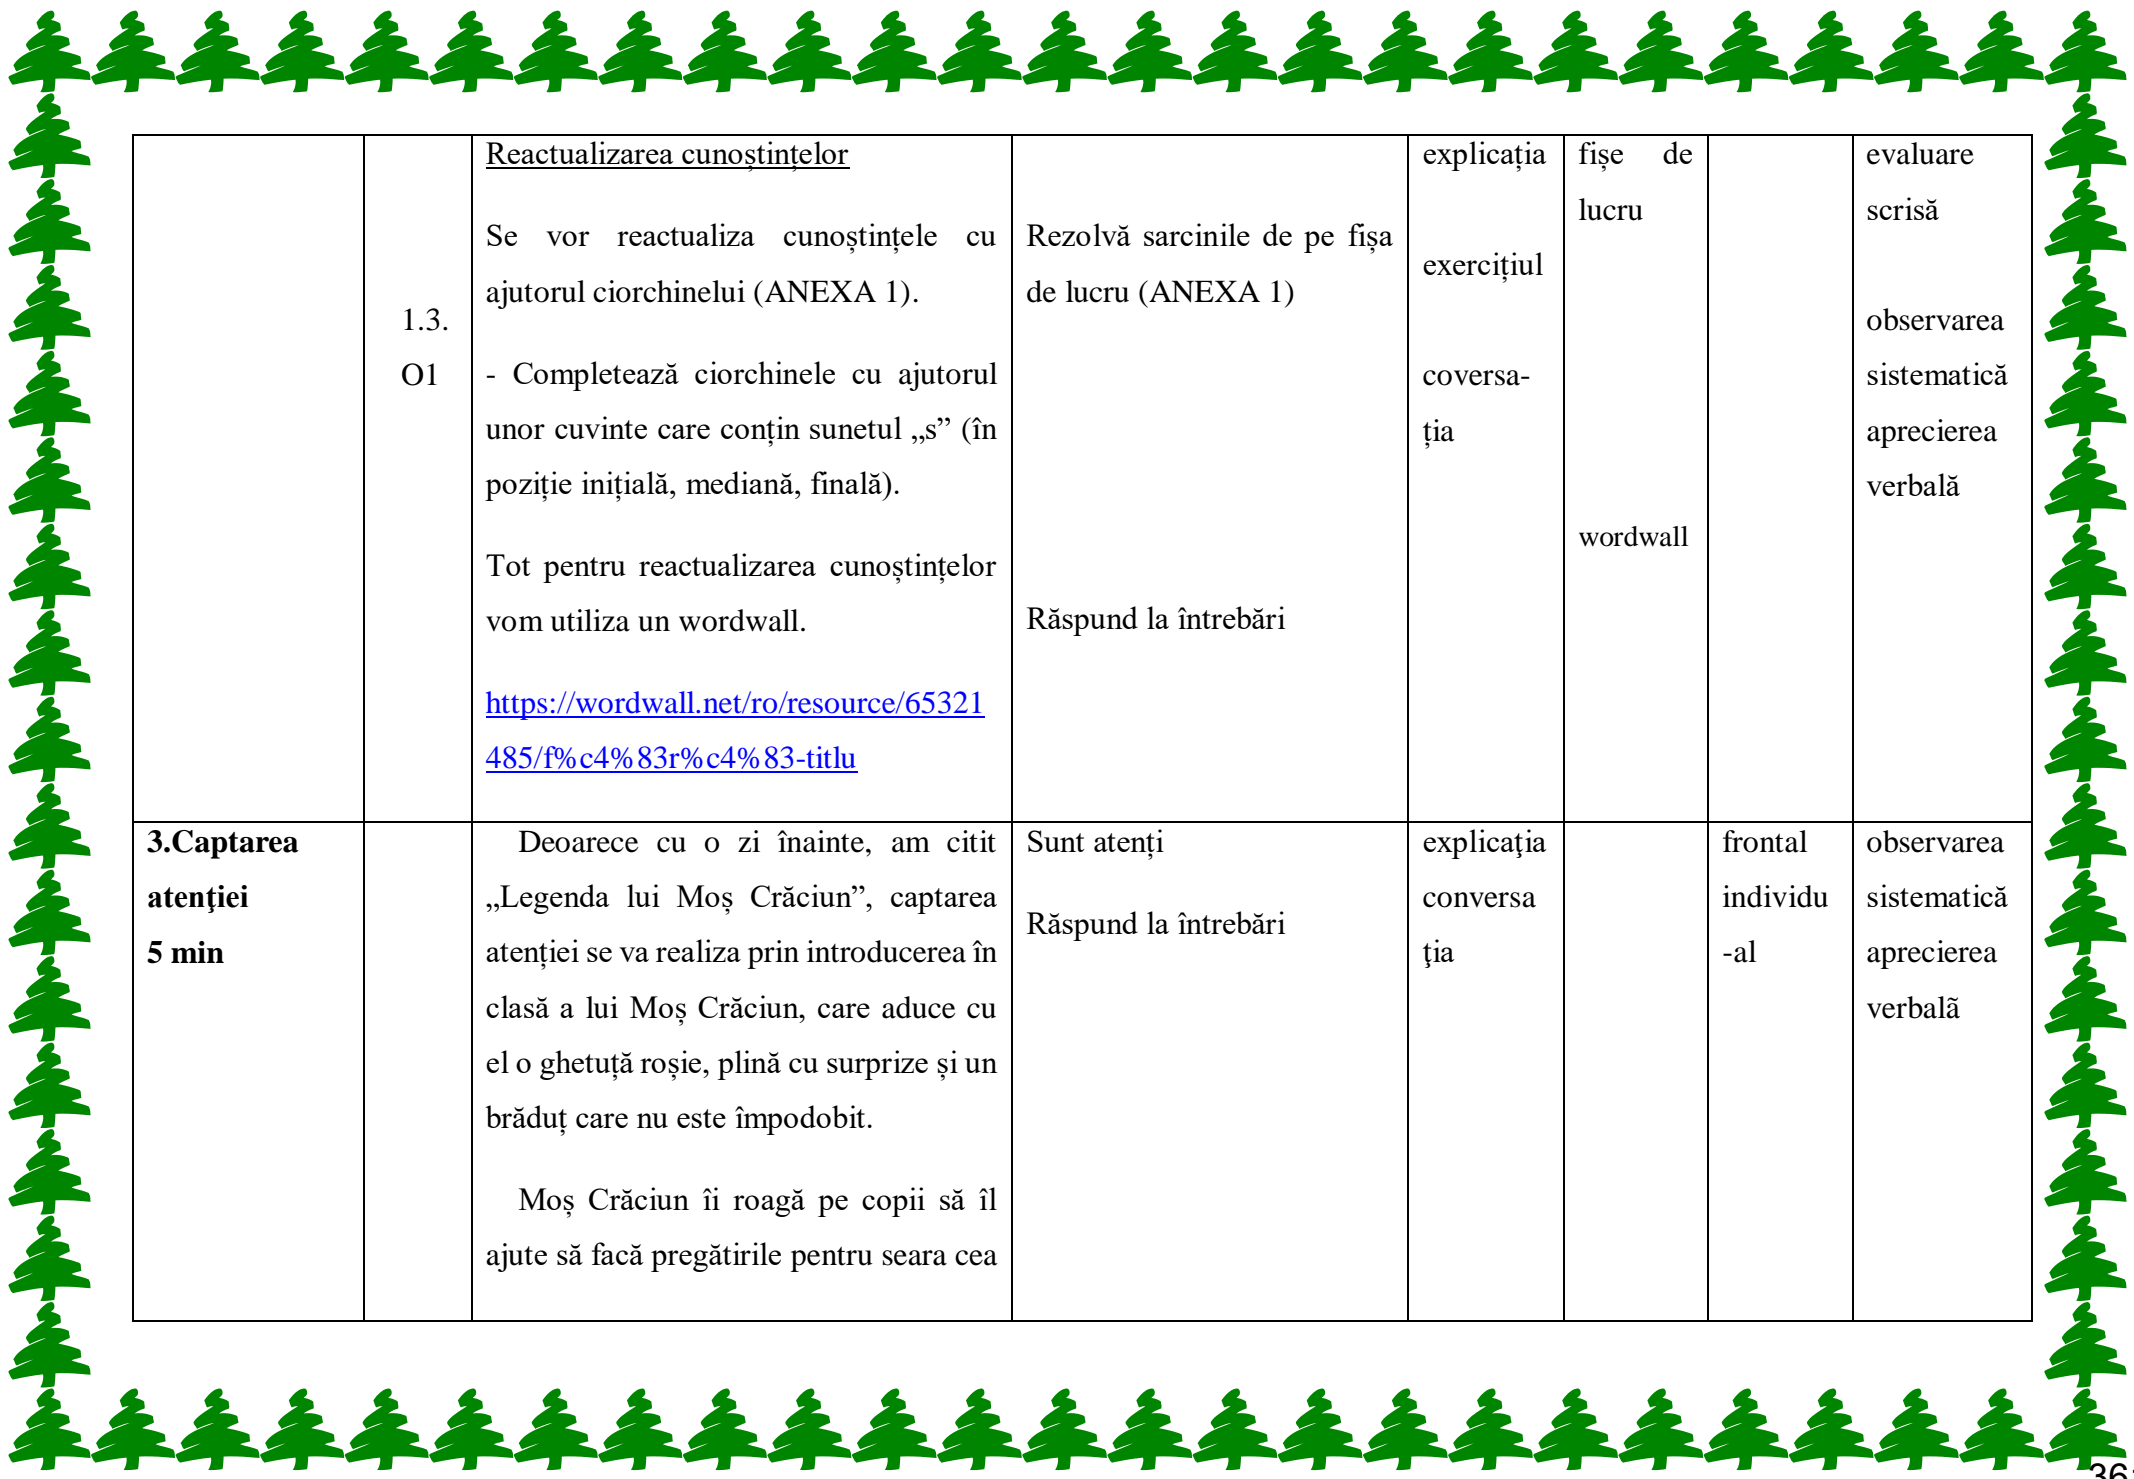 Reactualizarea cunoștințelor
Se vor reactualiza cunoștințele cu
ajutorul ciorchinelui (ANEXA 1).
1.3.
O1
- Completează ciorchinele cu ajutorul
unor cuvinte care conțin sunetul „s” (în
poziție inițială, mediană, finală).
Tot pentru reactualizarea cunoștințelor
vom utiliza un wordwall.
https://wordwall.net/ro/resource/65321
485/f%c4%83r%c4%83-titlu
Rezolvă sarcinile de pe fișa
de lucru (ANEXA 1)
Răspund la întrebări
explicația
exercițiul
coversa-
ția
fișe de
lucru
wordwall
evaluare
scrisă
observarea
sistematică
aprecierea
verbală
3.Captarea
atenţiei
5 min
Deoarece cu o zi înainte, am citit
„Legenda lui Moș Crăciun”, captarea
atenției se va realiza prin introducerea în
clasă a lui Moș Crăciun, care aduce cu
el o ghetuță roșie, plină cu surprize și un
brăduț care nu este împodobit.
Moș Crăciun îi roagă pe copii să îl
ajute să facă pregătirile pentru seara cea
Sunt atenți
Răspund la întrebări
explicaţia
conversa
ţia
frontal
individu
-al
observarea
sistematică
aprecierea
verbalã